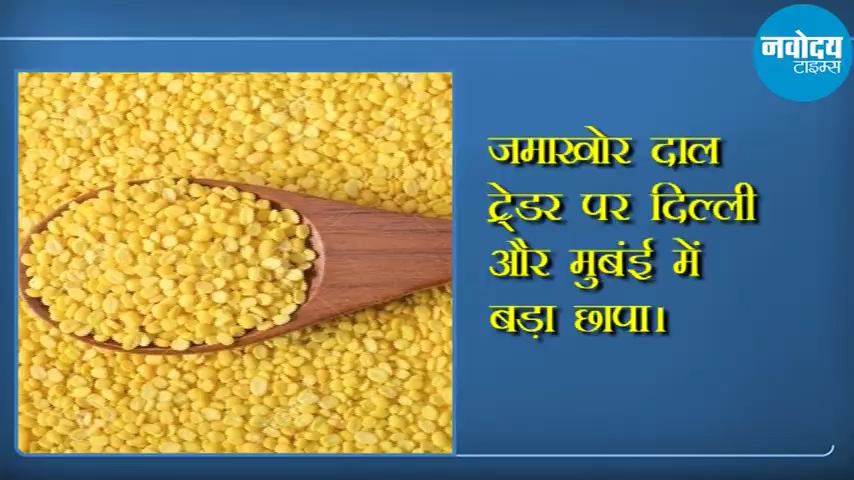 नवोदय
टाइम्स
जमाखोर दाल
ट्रेडर पर दिल्ली
और मुबंई में
बड़ा छापा।